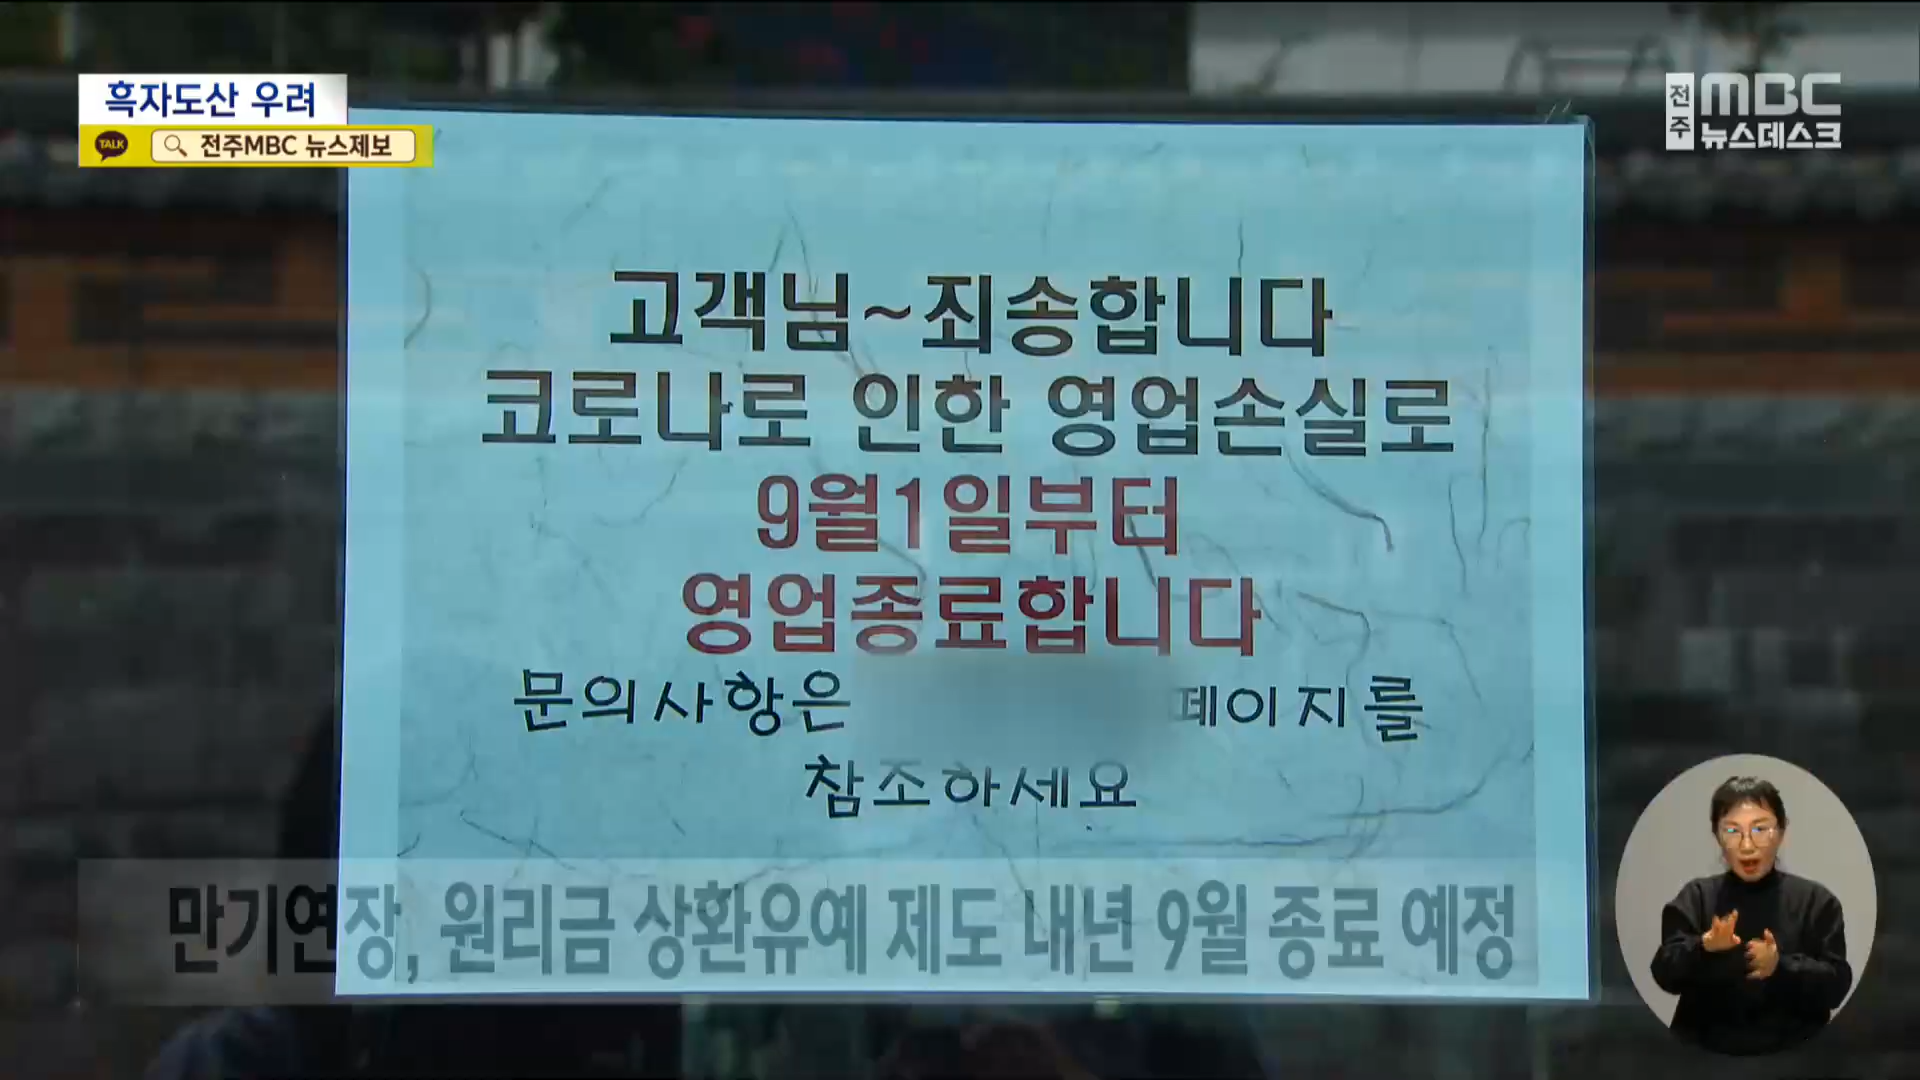 흑자도산 우려
TALK 전주MBC 뉴스제보
전주 MBC
뉴스데스크
고객님~죄송합니다
코로나로 인한 영업손실로
9월1일부터
영업종료합니다
문의사항은 페이지를
참조하세요
만기연장, 원리금 상환유예 제도 내년 9월 종료 예정